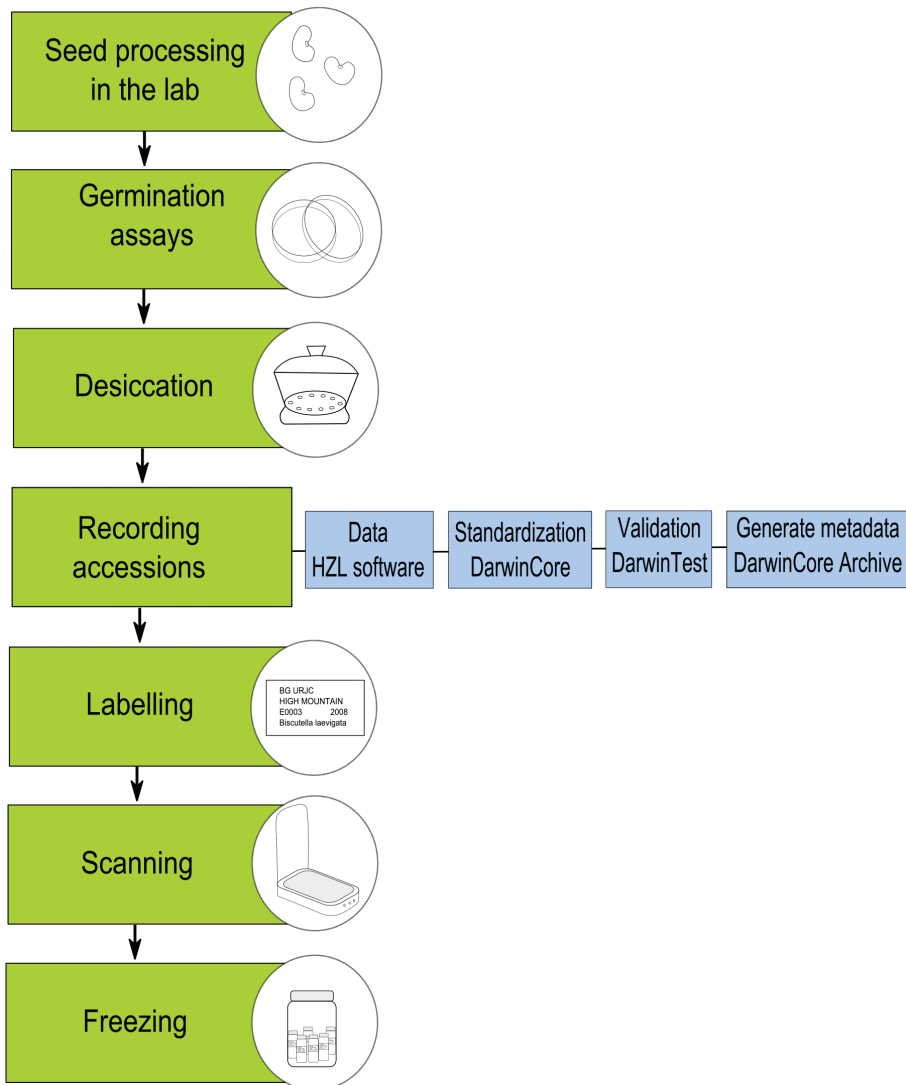 Seed processing
in the lab
Germination
assays
Desiccation
Recording
accessions
Data
HZL software
Standardization
DarwinCore
Validation
DarwinTest
Generate metadata
DarwinCore Archive
Labelling
BG URJC
HIGH MOUNTAIN
E0003 2008
Biscutella laevigata
Scanning
Freezing